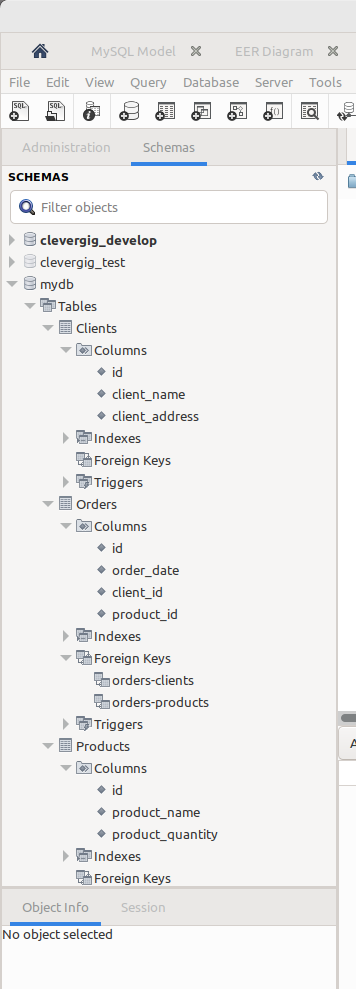 MySQL Model
EER Diagram
File Edit View Query Database Server Tools
Administration Schemas
SCHEMAS
Filter objects
clevergig_develop
clevergig_test
mydb
Tables
Clients
Columns
id
client_name
client_address
Indexes
Foreign Keys
Triggers
Orders
Columns
id
order_date
client_id
product_id
Indexes
Foreign Keys
orders-clients
orders-products
Triggers
Products
Columns
id
product_name
product_quantity
Indexes
Foreign Keys
Object Info Session
No object selected